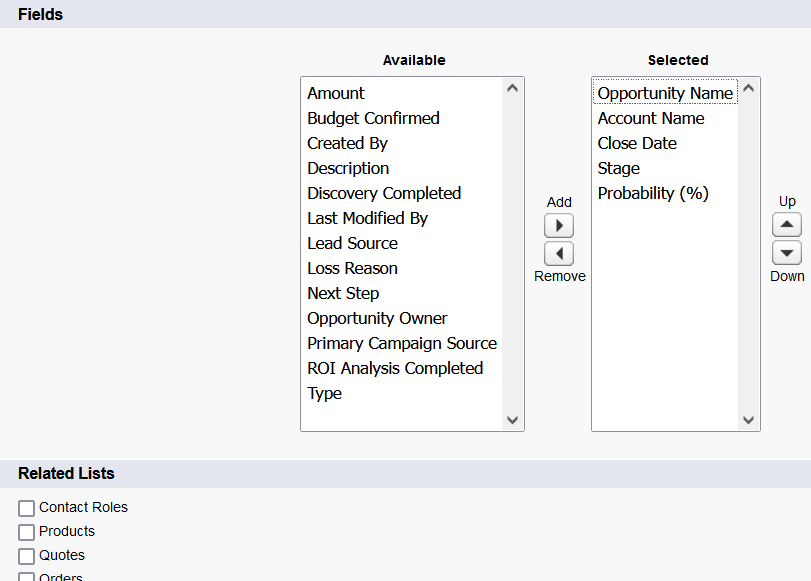 Fields
Available
Selected
Amount
Budget Confirmed
Created By
Description
Discovery Completed
Last Modified By
Lead Source
Loss Reason
Next Step
Opportunity Owner
Primary Campaign Source
ROI Analysis Completed
Type
Add
Remove
Opportunity Name
Account Name
Close Date
Stage
Probability (%)
Up
Down
Related Lists
Contact Roles
Products
Quotes
Orders